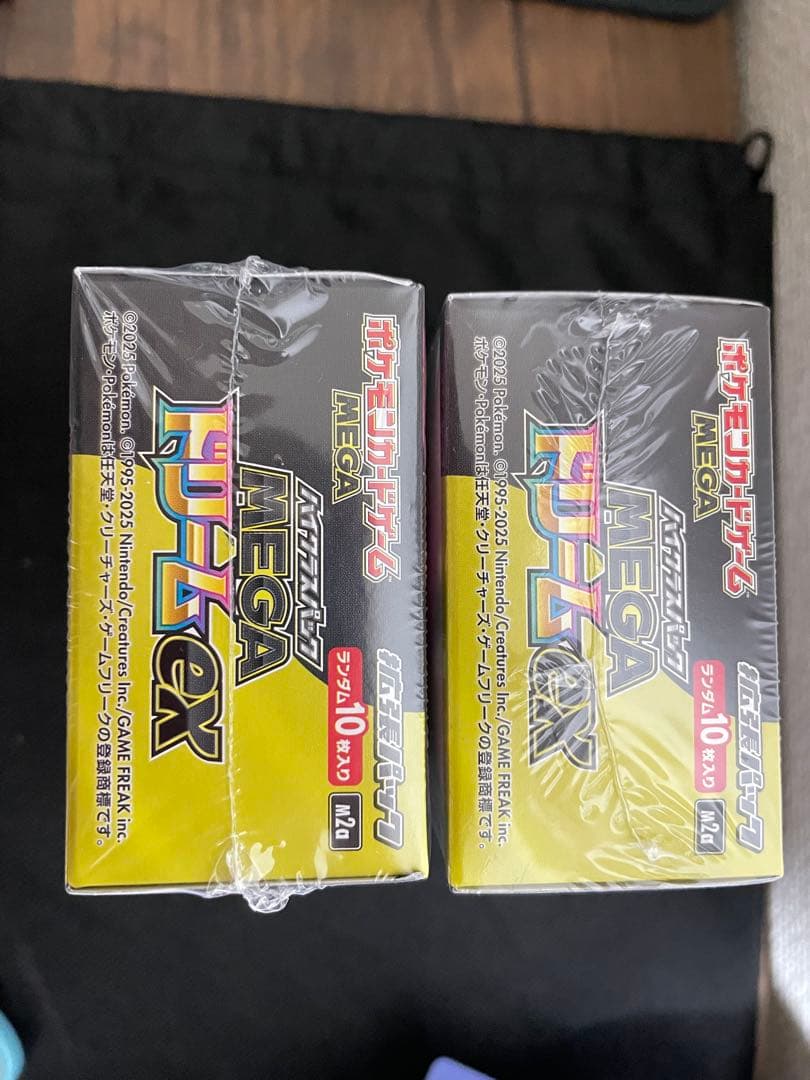 ポケモンカードゲーム
MEGA
拡張パック
ハイクラスパック
MEGA
ドリームex
ランダム10枚入り
M2a
©2025 Pokémon. ©1995-2025 Nintendo/Creatures Inc./GAME FREAK inc.
ポケモン・Pokémonは任天堂・クリーチャーズ・ゲームフリークの登録商標です。
ポケモンカードゲーム
MEGA
拡張パック
ハイクラスパック
MEGA
ドリームex
ランダム10枚入り
M2a
©2025 Pokémon. ©1995-2025 Nintendo/Creatures Inc./GAME FREAK inc.
ポケモン・Pokémonは任天堂・クリーチャーズ・ゲームフリークの登録商標です。